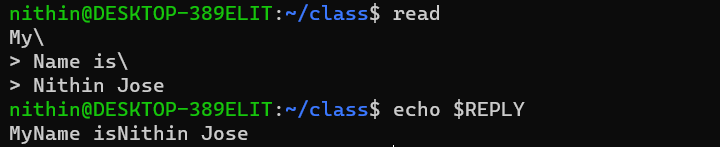 nithin@DESKTOP-389ELIT:~/class$ read
My\
> Name is\
> Nithin Jose
nithin@DESKTOP-389ELIT:~/class$ echo $REPLY
MyName isNithin Jose